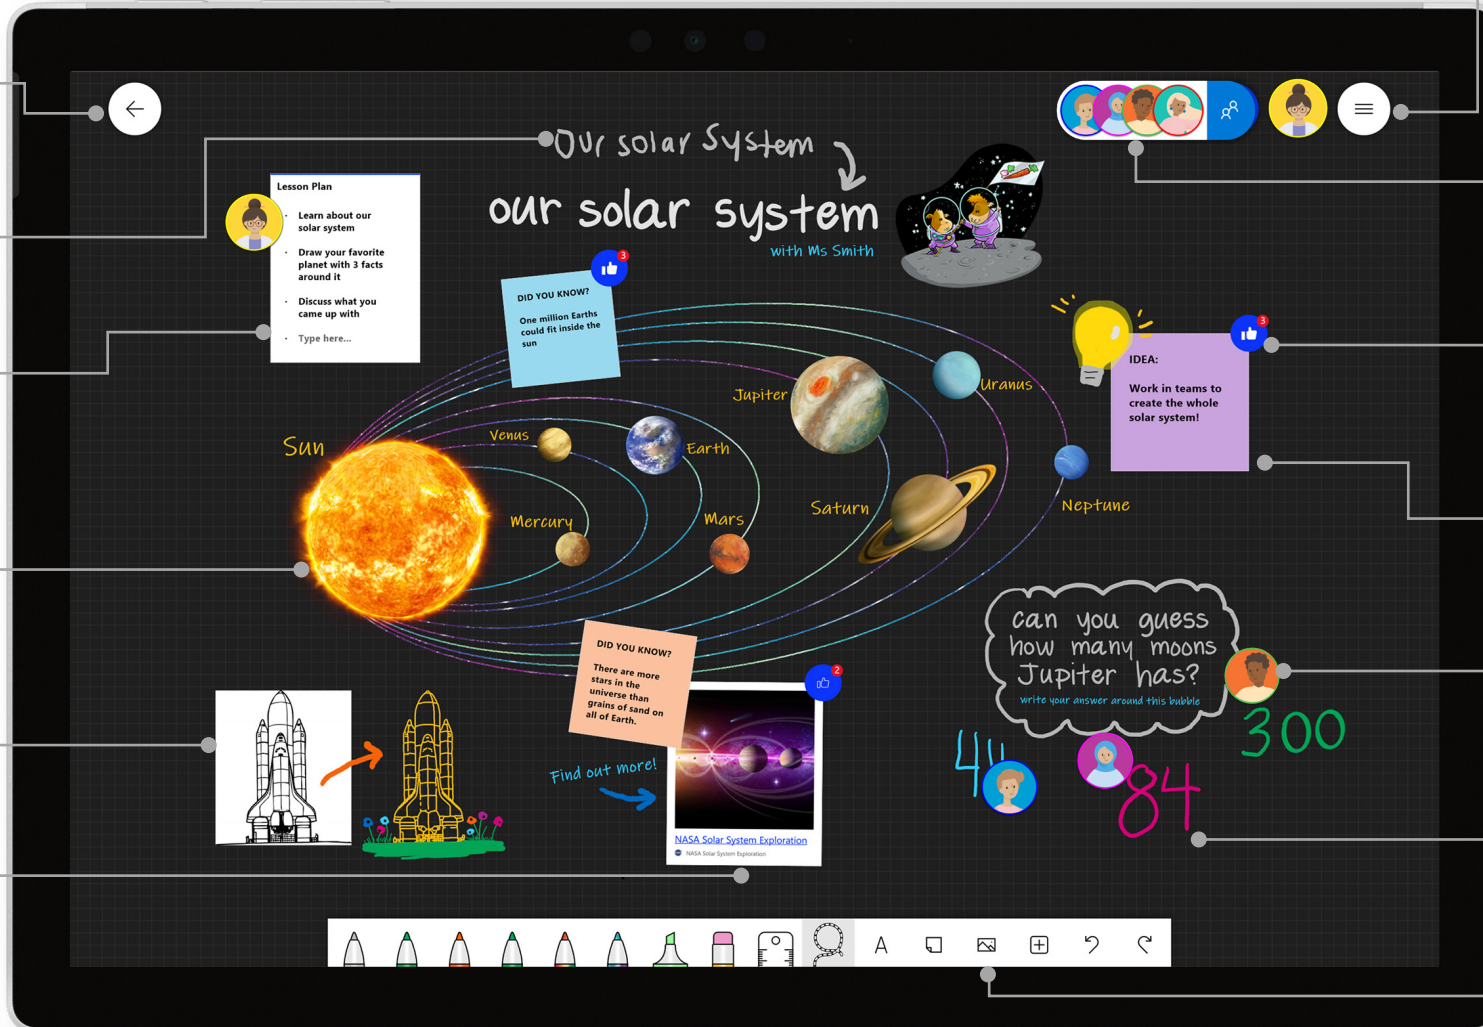 Our solar System
our solar system
with Ms Smith
Lesson Plan
· Learn about our
solar system
· Draw your favorite
planet with 3 facts
around it
· Discuss what you
came up with
· Type here...
3
DID YOU KNOW?
One million Earths
could fit inside the
sun
3
IDEA:
Work in teams to
create the whole
solar system!
Sun
Venus
Earth
Mercury
Mars
Jupiter
Saturn
Uranus
Neptune
DID YOU KNOW?
There are more
stars in the
universe than
grains of sand on
all of Earth.
2
Find out more!
NASA Solar System Exploration
NASA Solar System Exploration
can you guess
how many moons
Jupiter has?
write your answer around this bubble
300
44
84
A